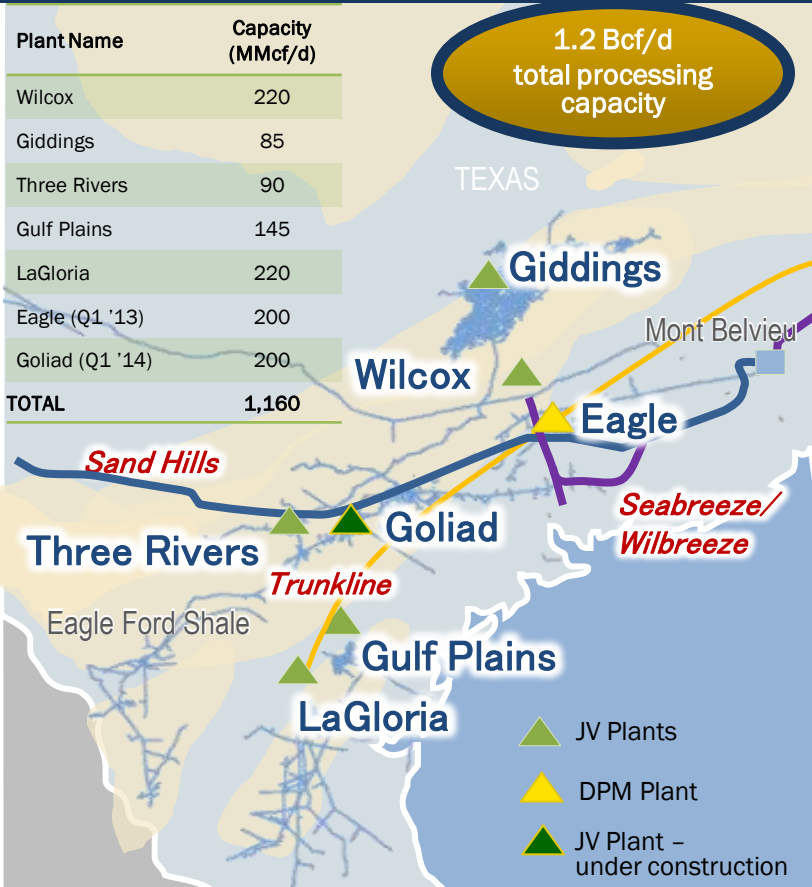 Plant Name Capacity (MMcf/d)
Wilcox 220
Giddings 85
Three Rivers 90
Gulf Plains 145
LaGloria 220
Eagle (Q1 ’13) 200
Goliad (Q1 ’14) 200
TOTAL 1,160
1.2 Bcf/d
total processing
capacity
TEXAS
Giddings
Mont Belvieu
Wilcox
Eagle
Sand Hills
Seabreeze/
Wilbreeze
Goliad
Three Rivers
Trunkline
Eagle Ford Shale
Gulf Plains
LaGloria
JV Plants
DPM Plant
JV Plant –
under construction